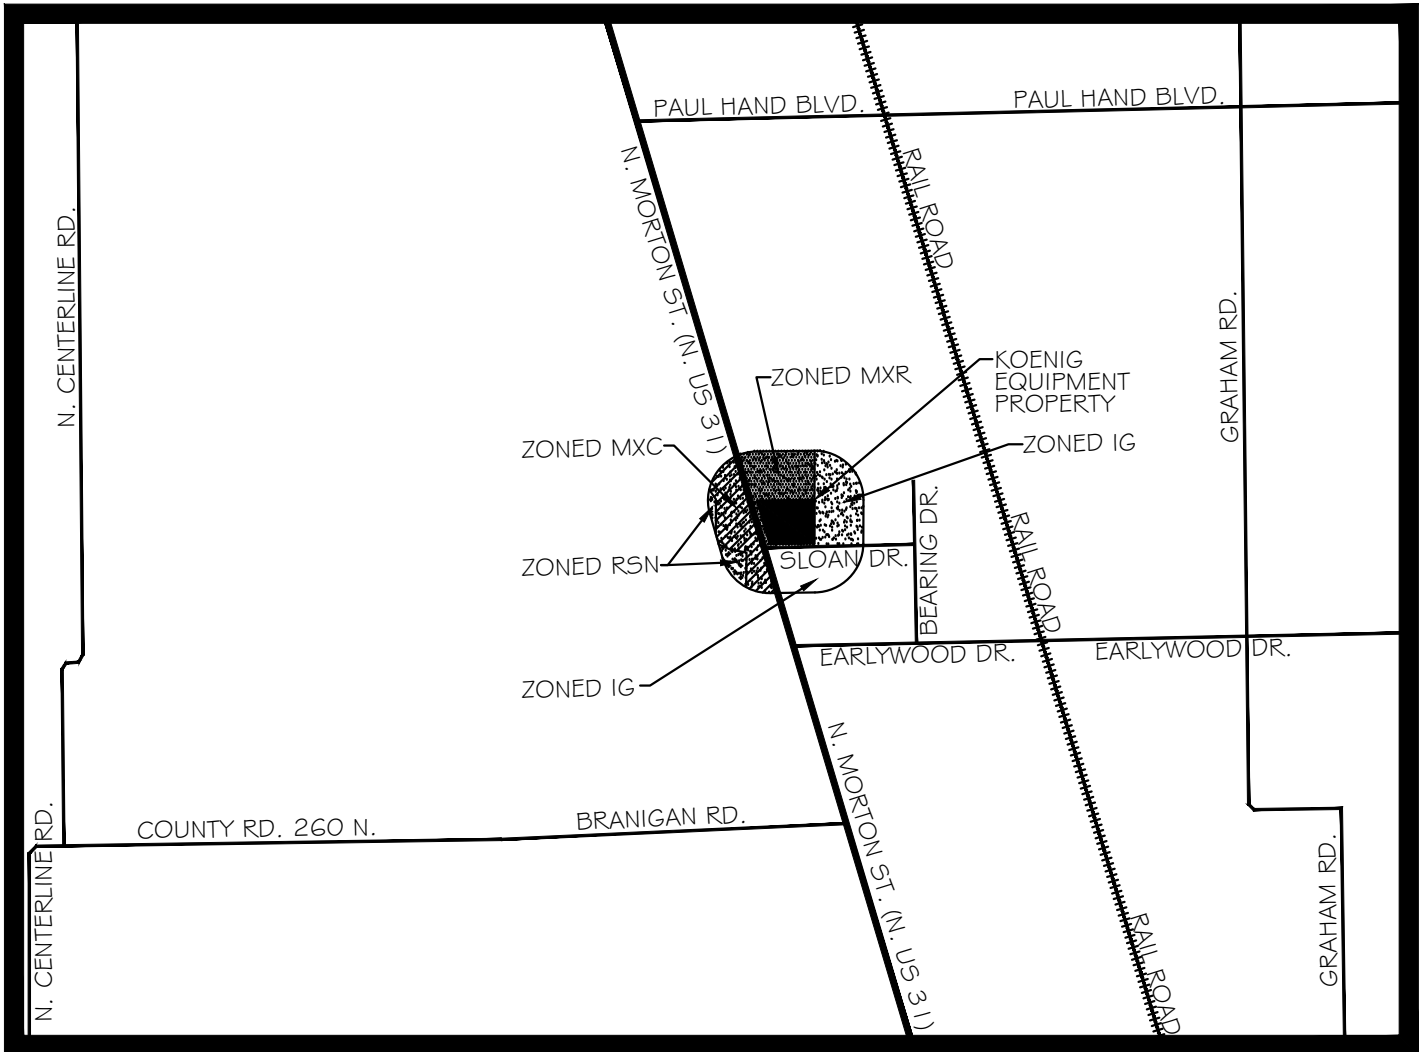 PAUL HAND BLVD.
PAUL HAND BLVD.
N. MORTON ST. (N. US 31)
RAIL ROAD
N. CENTERLINE RD.
GRAHAM RD.
ZONED MXR
KOENIG
EQUIPMENT
PROPERTY
ZONED MXC
ZONED IG
ZONED RSN
SLOAN DR.
BEARING DR.
RAIL ROAD
EARLYWOOD DR.
EARLYWOOD DR.
ZONED IG
N. MORTON ST. (N. US 31)
COUNTY RD. 260 N.
BRANIGAN RD.
N. CENTERLINE RD.
GRAHAM RD.
RAIL ROAD